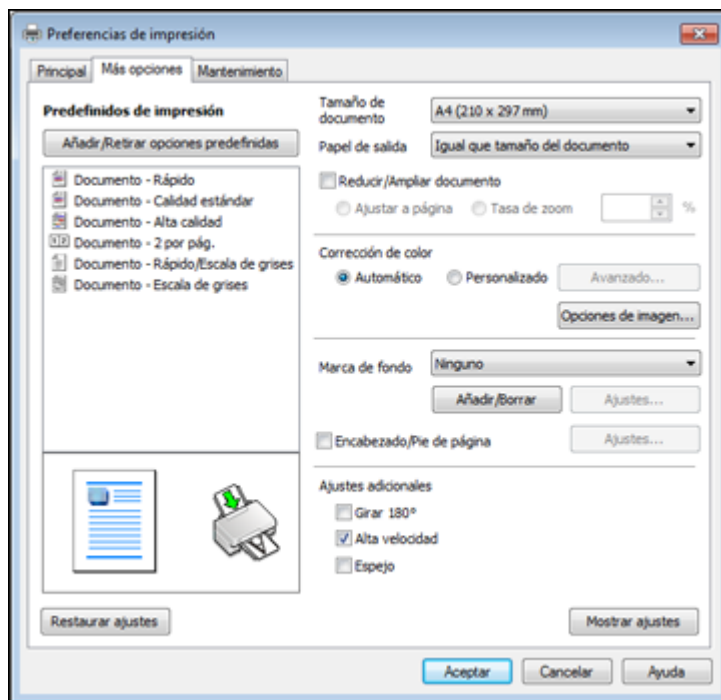 Preferencias de impresión
Principal Más opciones Mantenimiento
Predefinidos de impresión
Añadir/Retirar opciones predefinidas
Documento - Rápido
Documento - Calidad estándar
Documento - Alta calidad
Documento - 2 por pág.
Documento - Rápido/Escala de grises
Documento - Escala de grises
Restaurar ajustes
Tamaño de
documento
A4 (210 x 297 mm)
Papel de salida Igual que tamaño del documento
Reducir/Ampliar documento
Ajustar a página Tasa de zoom %
Corrección de color
Automático Personalizado Avanzado...
Opciones de imagen...
Marca de fondo Ninguno
Añadir/Borrar Ajustes...
Encabezado/Pie de página Ajustes...
Ajustes adicionales
Girar 180°
Alta velocidad
Espejo
Mostrar ajustes
Aceptar Cancelar Ayuda